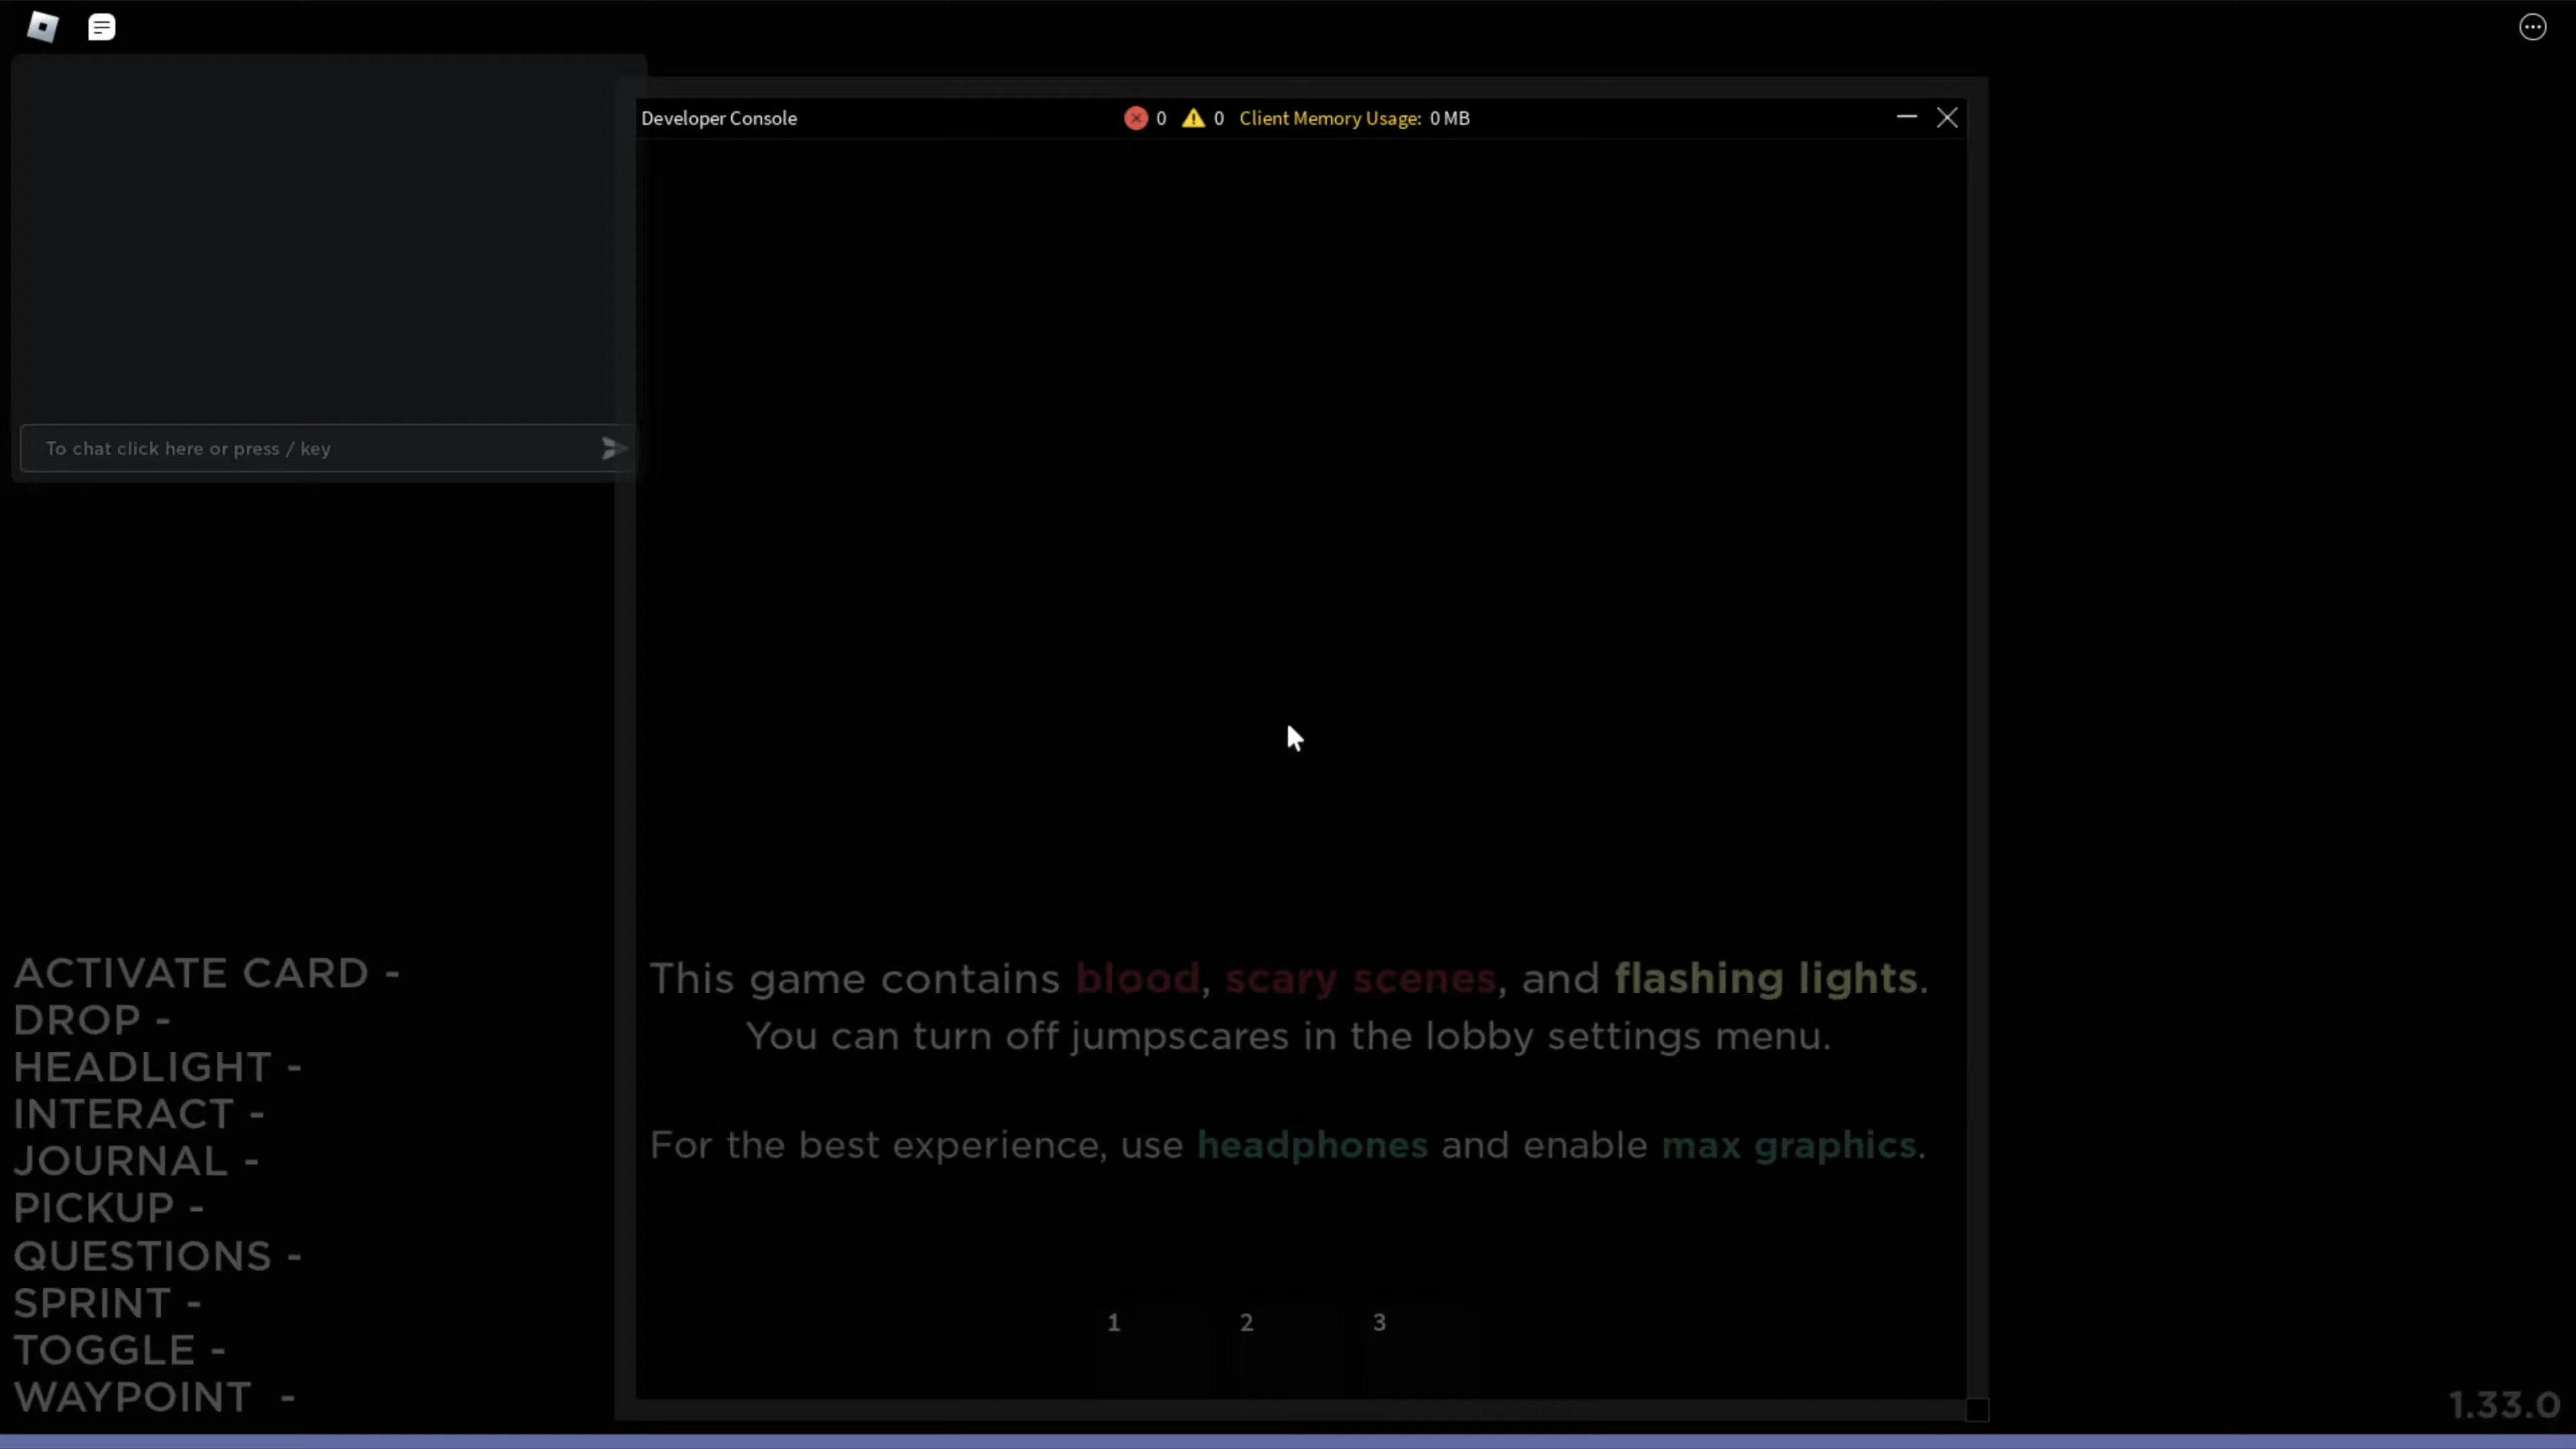 Developer Console
0
0
Client Memory Usage: 0 MB
To chat click here or press / key
This game contains blood, scary scenes, and flashing lights.
You can turn off jumpscares in the lobby settings menu.
For the best experience, use headphones and enable max graphics.
ACTIVATE CARD -
DROP -
HEADLIGHT -
INTERACT -
JOURNAL -
PICKUP -
QUESTIONS -
SPRINT -
TOGGLE -
WAYPOINT -
1
2
3
1.33.0